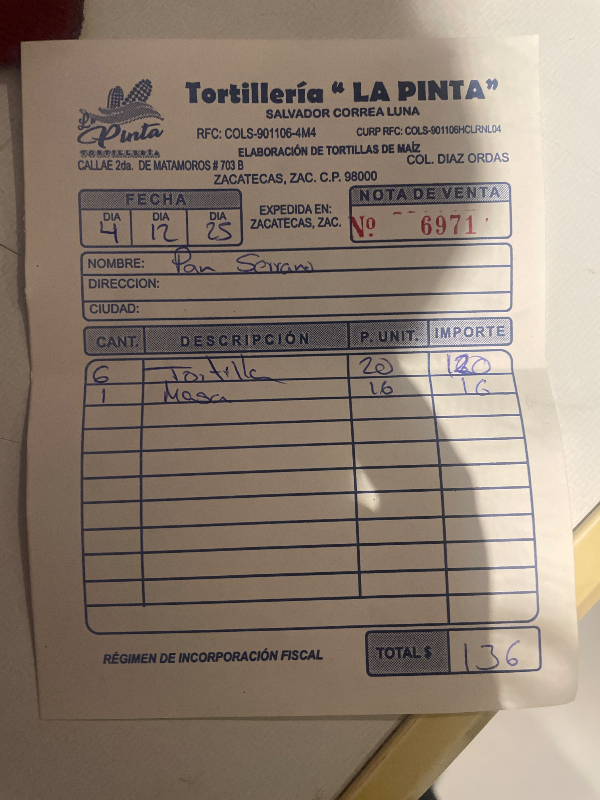 La
Pinta
TORTILLERÍA
Tortillería “ LA PINTA”
SALVADOR CORREA LUNA
RFC: COLS-901106-4M4 CURP RFC: COLS-901106HCLRNL04
ELABORACIÓN DE TORTILLAS DE MAÍZ
CALLAE 2da. DE MATAMOROS # 703 B COL. DIAZ ORDAS
ZACATECAS, ZAC. C.P. 98000
FECHA
DIA DIA DIA
4 12 25
EXPEDIDA EN:
ZACATECAS, ZAC.
NOTA DE VENTA
Nº 6971
NOMBRE: Pan Serrano
DIRECCION:
CIUDAD:
CANT. DESCRIPCIÓN P. UNIT. IMPORTE
6 Tortilla 20 120
1 Masa 16 16
RÉGIMEN DE INCORPORACIÓN FISCAL
TOTAL $ 136